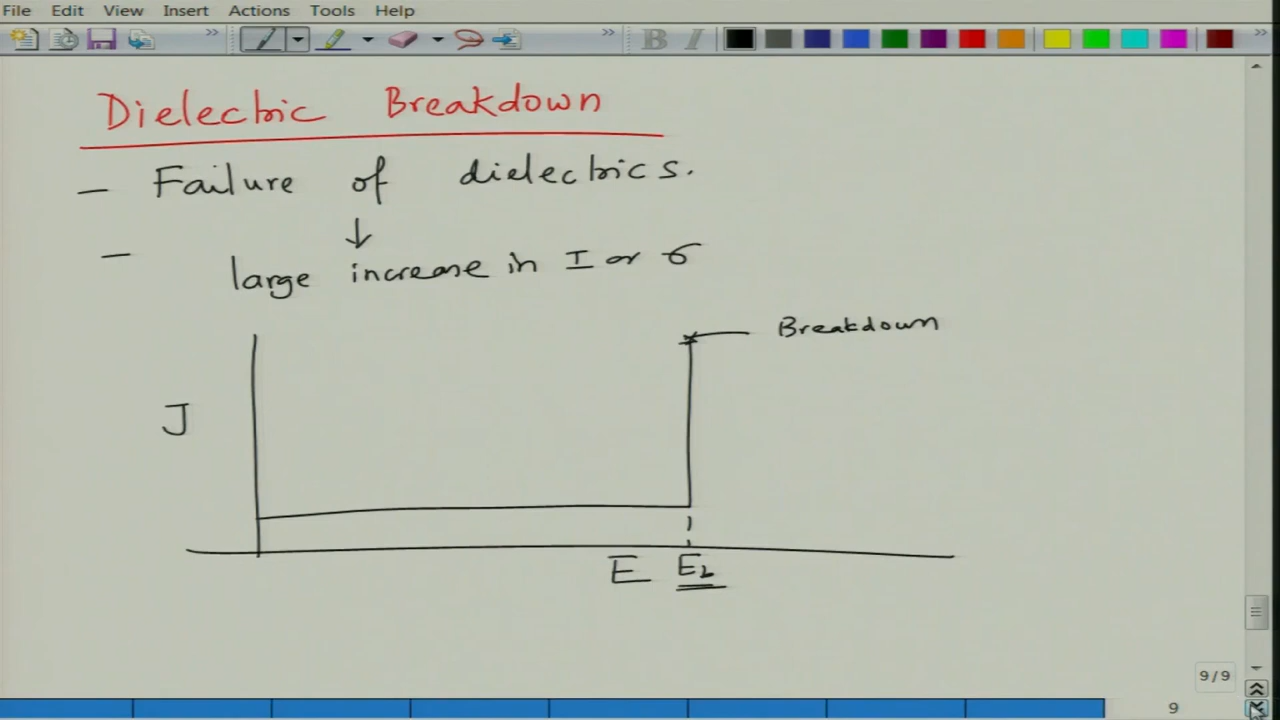 File Edit View Insert Actions Tools Help
B I
Dielectric Breakdown
— Failure of dielectrics.
↓
— large increase in I or σ
Breakdown
J
E E_b
9/9
9